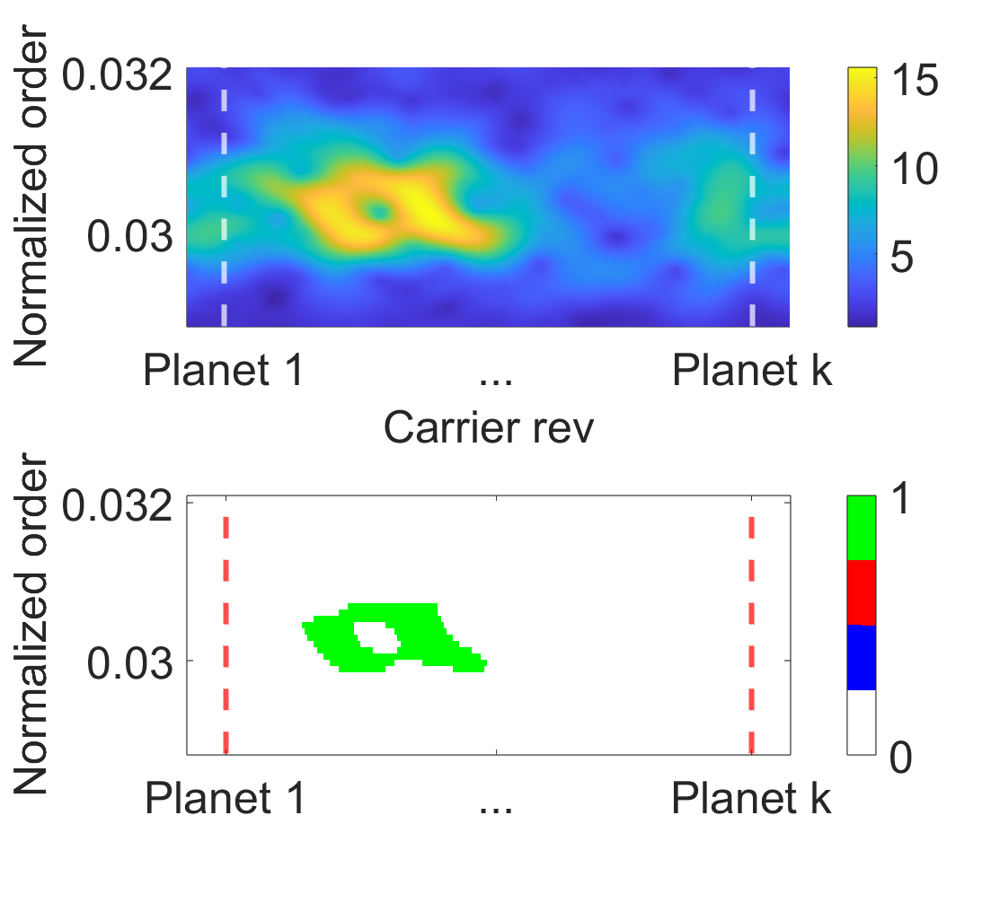 Normalized order
0.032
0.03
15
10
5
Planet 1 ... Planet k
Carrier rev
Normalized order
0.032
0.03
1
0
Planet 1 ... Planet k